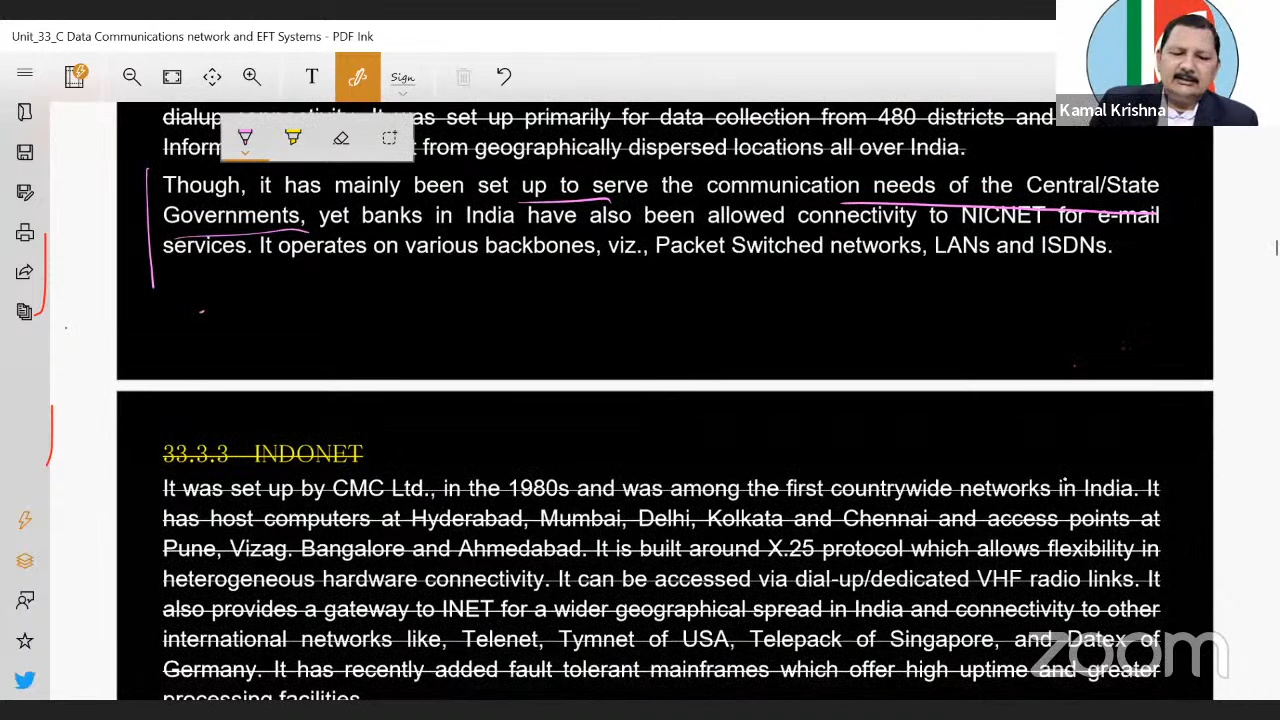 Unit_33_C Data Communications network and EFT Systems - PDF Ink
T
Sign
Kamal Krishna
dialup connectivity. It was set up primarily for data collection from 480 districts and
Inform from geographically dispersed locations all over India.
Though, it has mainly been set up to serve the communication needs of the Central/State
Governments, yet banks in India have also been allowed connectivity to NICNET for e-mail
services. It operates on various backbones, viz., Packet Switched networks, LANs and ISDNs.
33.3.3 INDONET
It was set up by CMC Ltd., in the 1980s and was among the first countrywide networks in India. It
has host computers at Hyderabad, Mumbai, Delhi, Kolkata and Chennai and access points at
Pune, Vizag. Bangalore and Ahmedabad. It is built around X.25 protocol which allows flexibility in
heterogeneous hardware connectivity. It can be accessed via dial-up/dedicated VHF radio links. It
also provides a gateway to INET for a wider geographical spread in India and connectivity to other
international networks like, Telenet, Tymnet of USA, Telepack of Singapore, and Datex of
Germany. It has recently added fault tolerant mainframes which offer high uptime and greater
processing facilities.
zoom